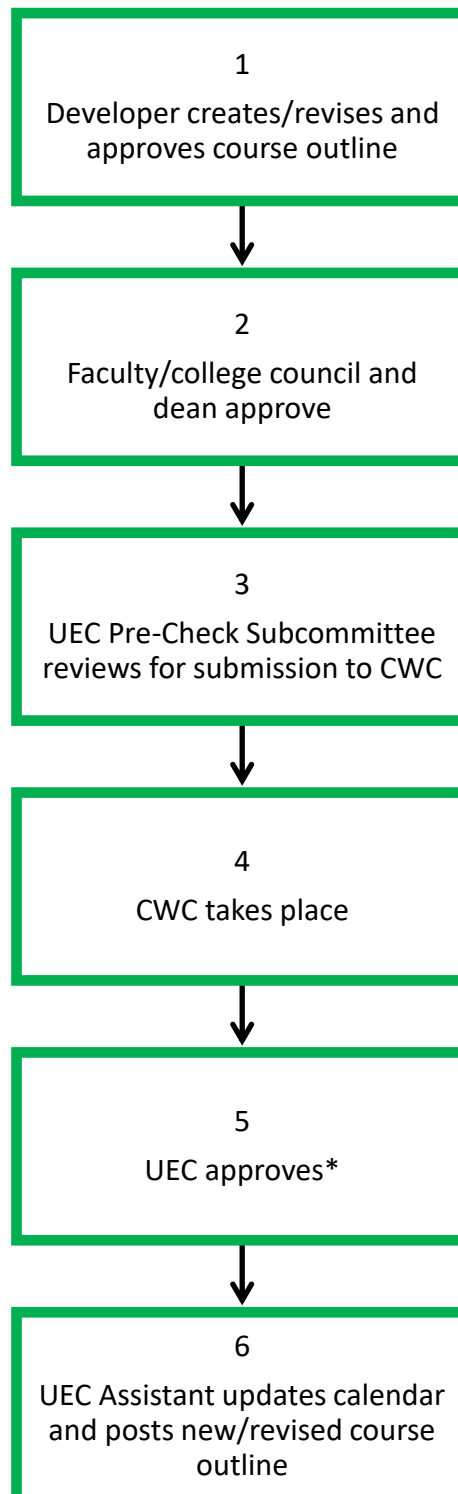 1
Developer creates/revises and
approves course outline
2
Faculty/college council and
dean approve
3
UEC Pre-Check Subcommittee
reviews for submission to CWC
4
CWC takes place
5
UEC approves*
6
UEC Assistant updates calendar
and posts new/revised course
outline